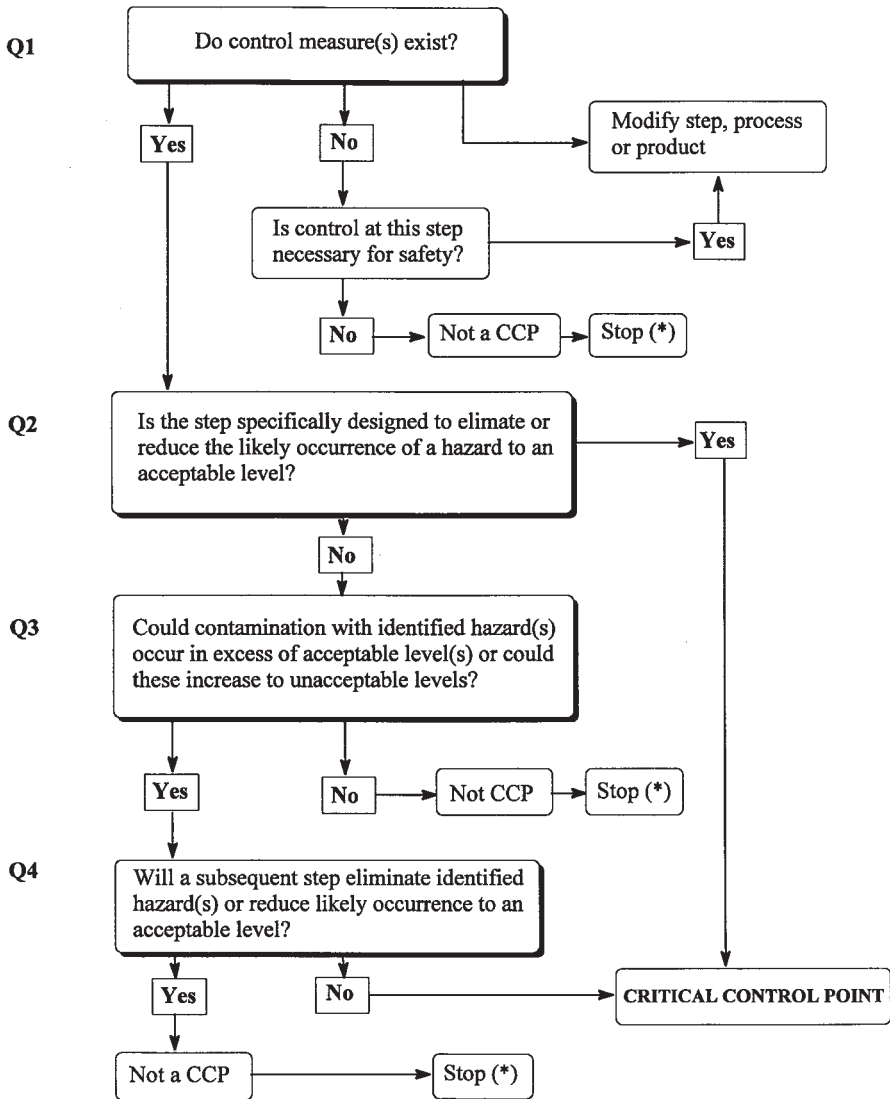 Q1
Do control measure(s) exist?
Yes
No
Modify step, process
or product
Is control at this step
necessary for safety?
Yes
No
Not a CCP
Stop (*)
Q2
Is the step specifically designed to elimate or
reduce the likely occurrence of a hazard to an
acceptable level?
Yes
No
Q3
Could contamination with identified hazard(s)
occur in excess of acceptable level(s) or could
these increase to unacceptable levels?
Yes
No
Not CCP
Stop (*)
Q4
Will a subsequent step eliminate identified
hazard(s) or reduce likely occurrence to an
acceptable level?
Yes
No
CRITICAL CONTROL POINT
Not a CCP
Stop (*)